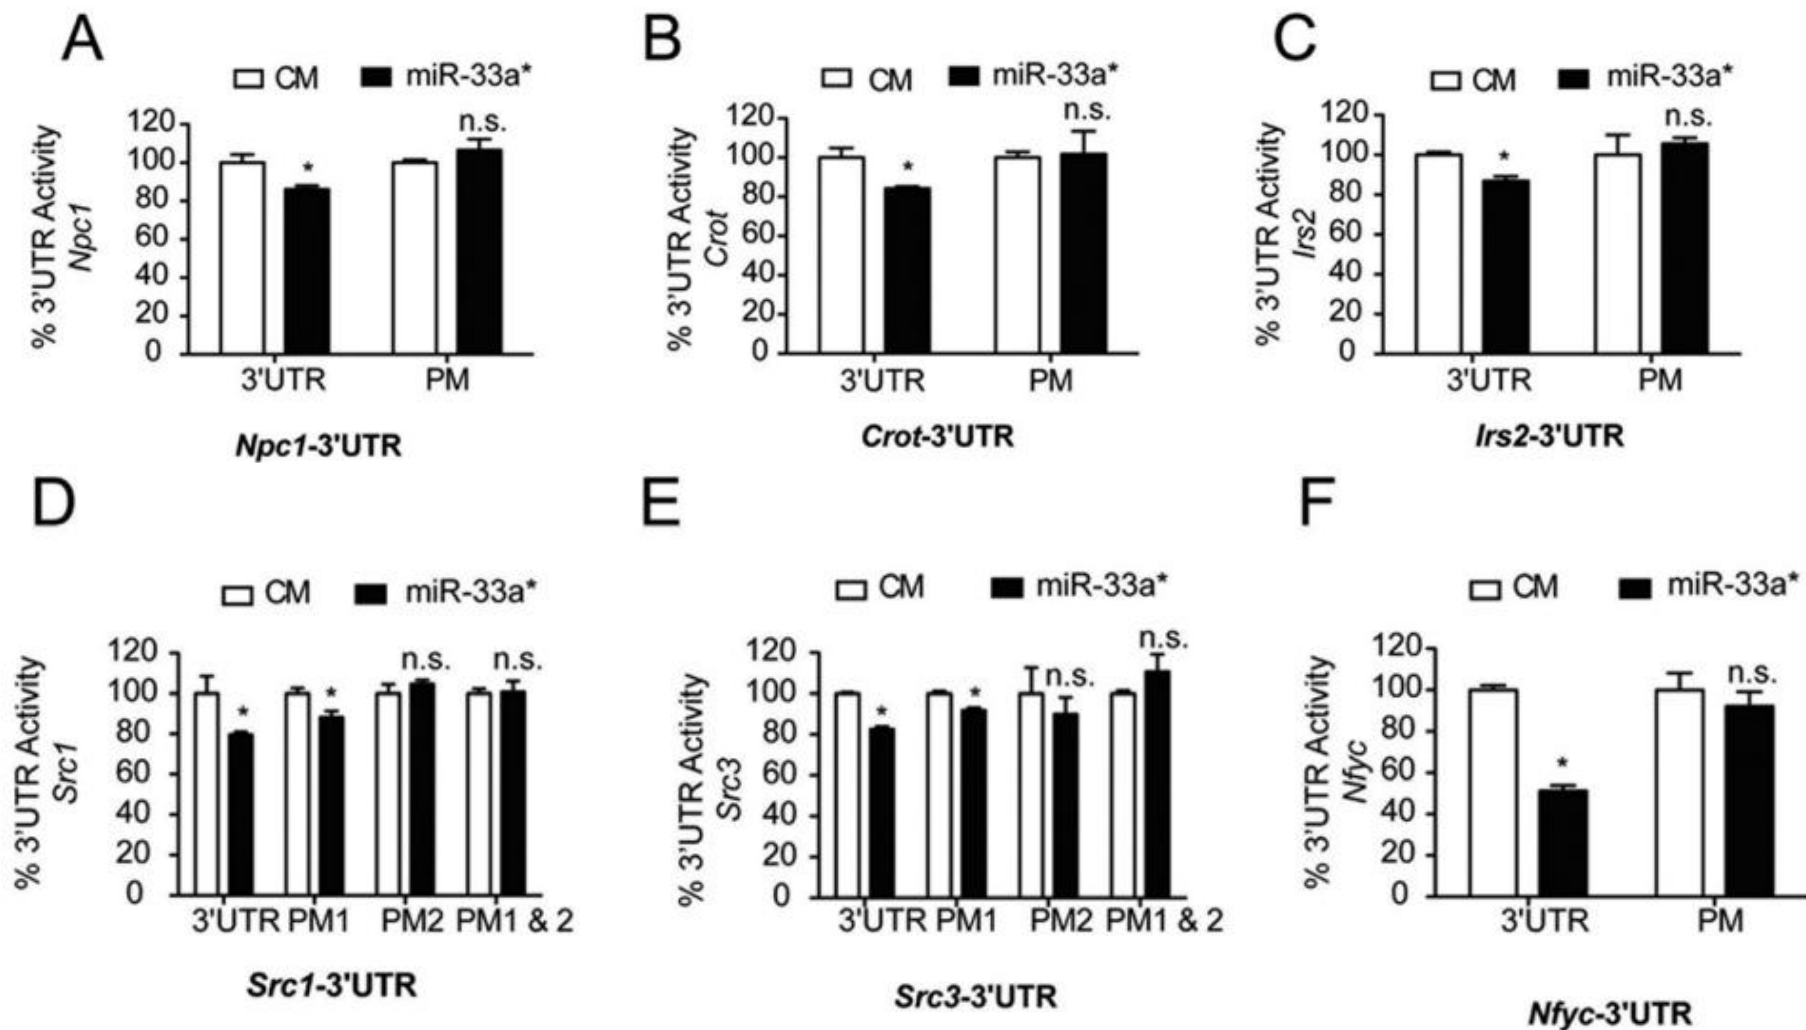 A
CM miR-33a*
% 3'UTR Activity
Npc1
120
100
80
60
40
20
0
*
n.s.
3'UTR PM
Npc1-3'UTR
B
CM miR-33a*
% 3'UTR Activity
Crot
120
100
80
60
40
20
0
*
n.s.
3'UTR PM
Crot-3'UTR
C
CM miR-33a*
% 3'UTR Activity
Irs2
120
100
80
60
40
20
0
*
n.s.
3'UTR PM
Irs2-3'UTR
D
CM miR-33a*
% 3'UTR Activity
Src1
120
100
80
60
40
20
0
* * n.s. n.s.
3'UTR PM1 PM2 PM1 & 2
Src1-3'UTR
E
CM miR-33a*
% 3'UTR Activity
Src3
120
100
80
60
40
20
0
* * n.s. n.s.
3'UTR PM1 PM2 PM1 & 2
Src3-3'UTR
F
CM miR-33a*
% 3'UTR Activity
Nfyc
120
100
80
60
40
20
0
*
n.s.
3'UTR PM
Nfyc-3'UTR